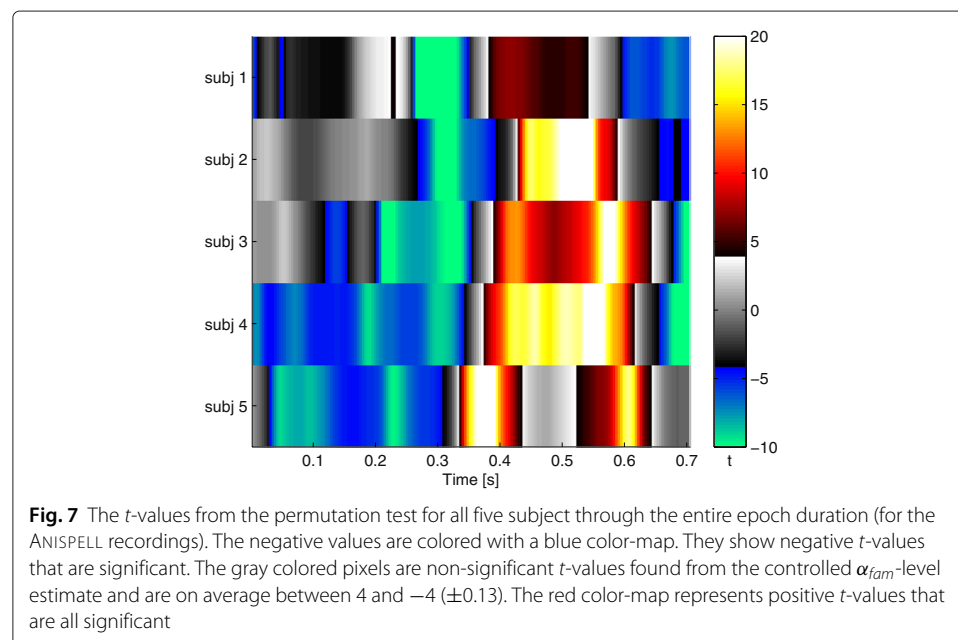 subj 1
subj 2
subj 3
subj 4
subj 5
0.1 0.2 0.3 0.4 0.5 0.6 0.7
Time [s]
20
15
10
5
0
−5
−10
t
Fig. 7 The t-values from the permutation test for all five subject through the entire epoch duration (for the
ANISPELL recordings). The negative values are colored with a blue color-map. They show negative t-values
that are significant. The gray colored pixels are non-significant t-values found from the controlled αfam-level
estimate and are on average between 4 and −4 (±0.13). The red color-map represents positive t-values that
are all significant